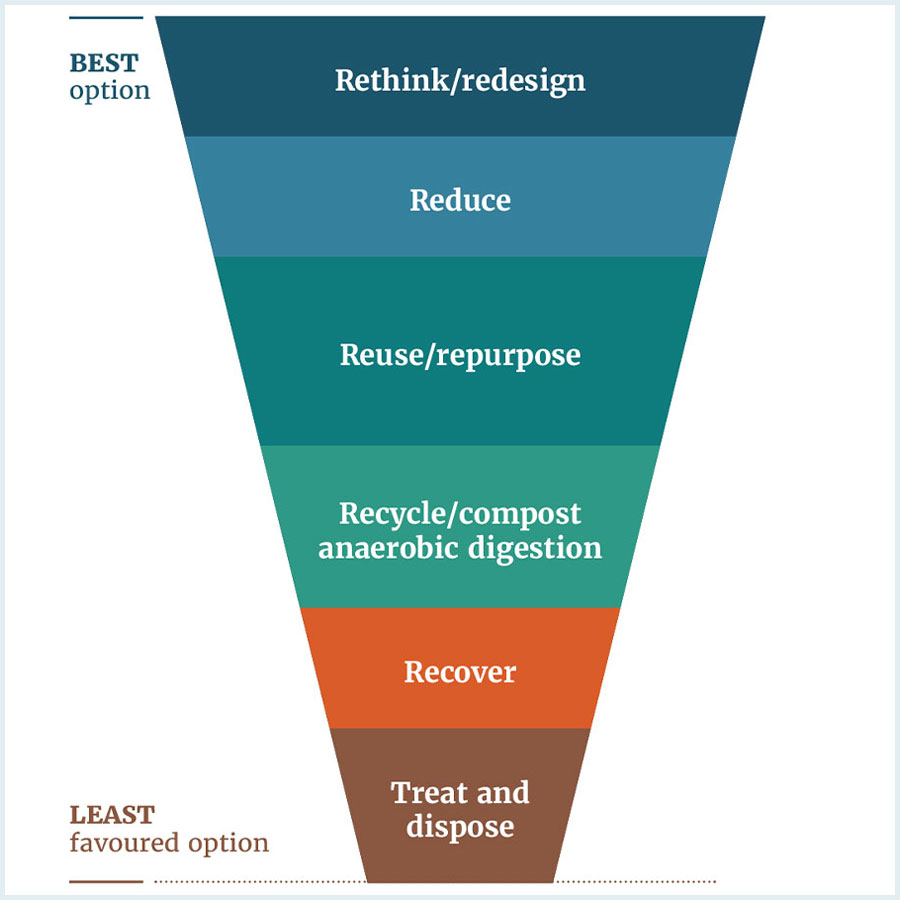 BEST
option
Rethink/redesign
Reduce
Reuse/repurpose
Recycle/compost
anaerobic digestion
Recover
Treat and
dispose
LEAST
favoured option